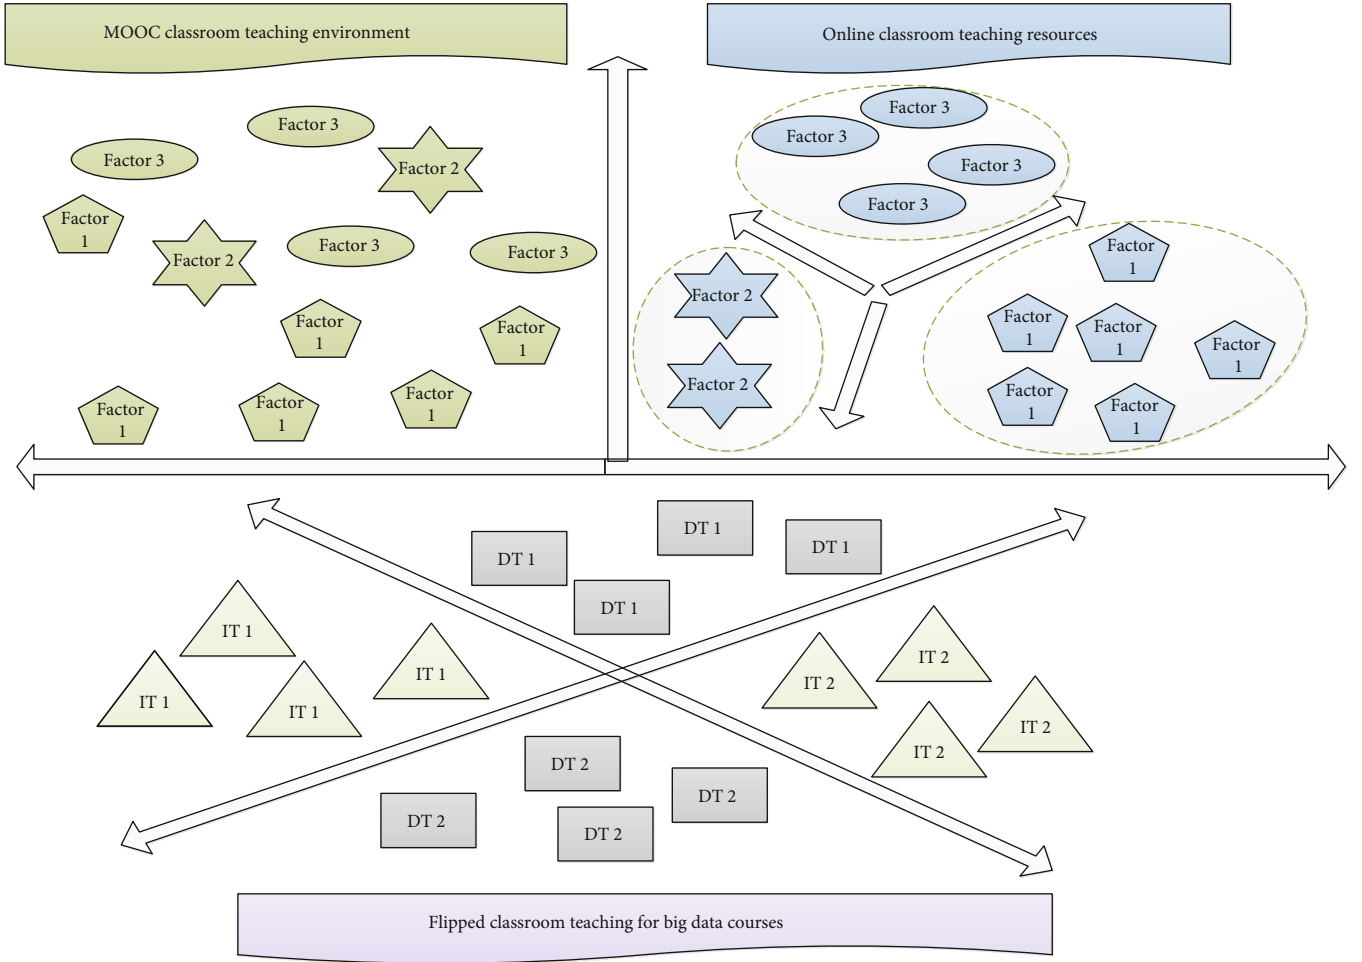 MOOC classroom teaching environment
Online classroom teaching resources
Factor 3
Factor 3
Factor 2
Factor
1
Factor 2
Factor 3
Factor 3
Factor
1
Factor
1
Factor
1
Factor
1
Factor
1
Factor 3
Factor 3
Factor 3
Factor 3
Factor 2
Factor 2
Factor
1
Factor
1
Factor
1
Factor
1
Factor
1
Factor
1
DT 1
DT 1
DT 1
DT 1
IT 1
IT 1
IT 1
IT 1
IT 2
IT 2
IT 2
IT 2
DT 2
DT 2
DT 2
DT 2
Flipped classroom teaching for big data courses